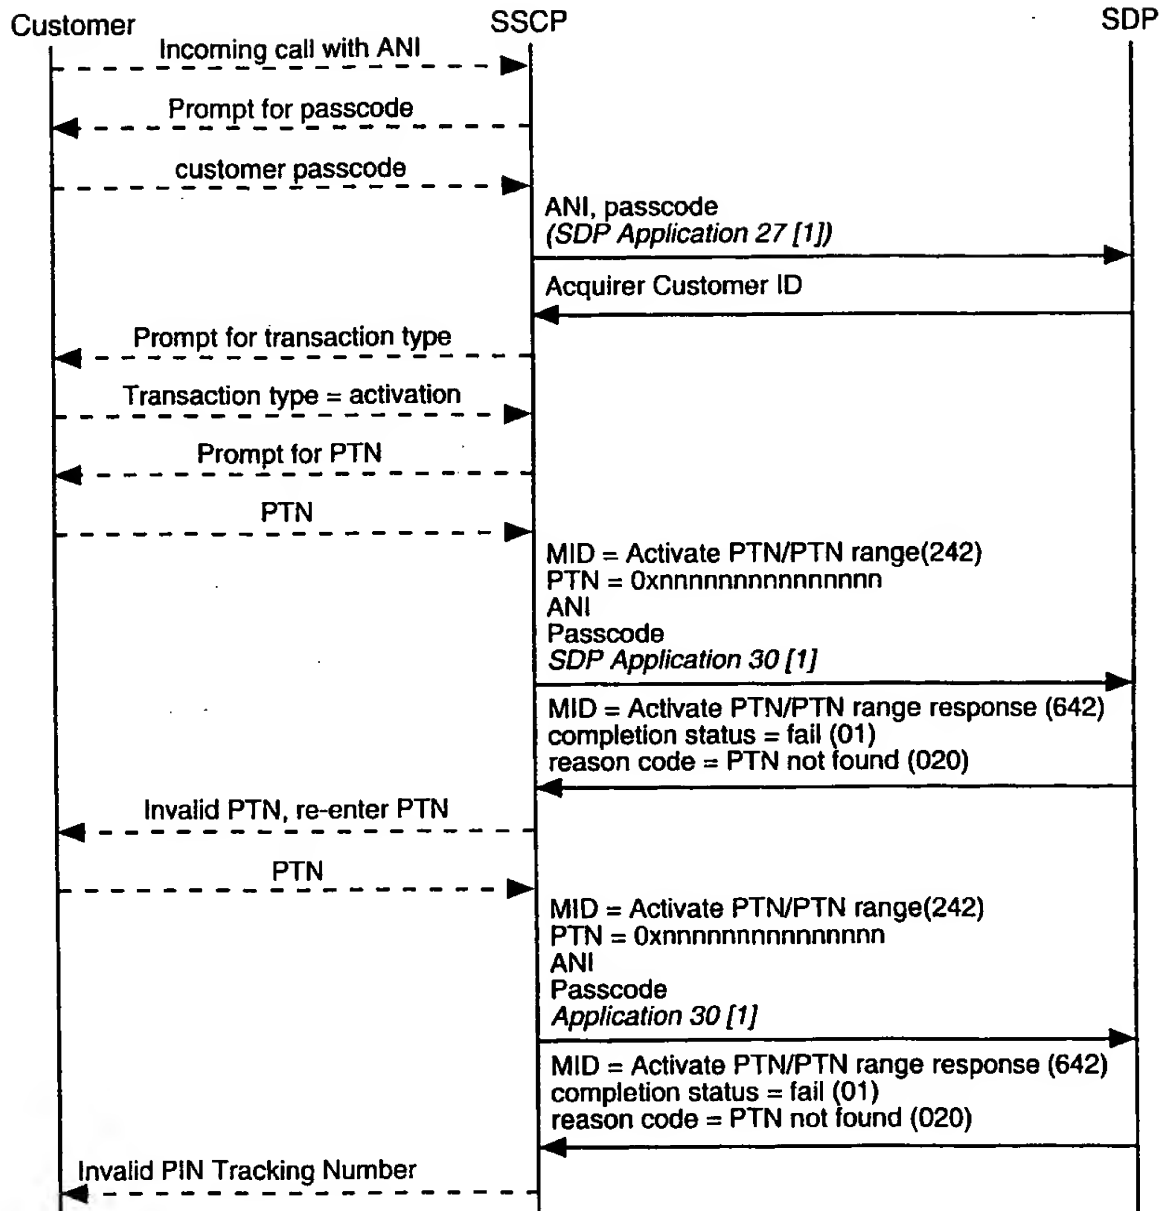 Customer
SSCP
SDP
Incoming call with ANI
Prompt for passcode
customer passcode
ANI, passcode
(SDP Application 27 [1])
Acquirer Customer ID
Prompt for transaction type
Transaction type = activation
Prompt for PTN
PTN
MID = Activate PTN/PTN range(242)
PTN = 0xnnnnnnnnnnnnnnnn
ANI
Passcode
SDP Application 30 [1]
MID = Activate PTN/PTN range response (642)
completion status = fail (01)
reason code = PTN not found (020)
Invalid PTN, re-enter PTN
PTN
MID = Activate PTN/PTN range(242)
PTN = 0xnnnnnnnnnnnnnnnn
ANI
Passcode
Application 30 [1]
MID = Activate PTN/PTN range response (642)
completion status = fail (01)
reason code = PTN not found (020)
Invalid PIN Tracking Number